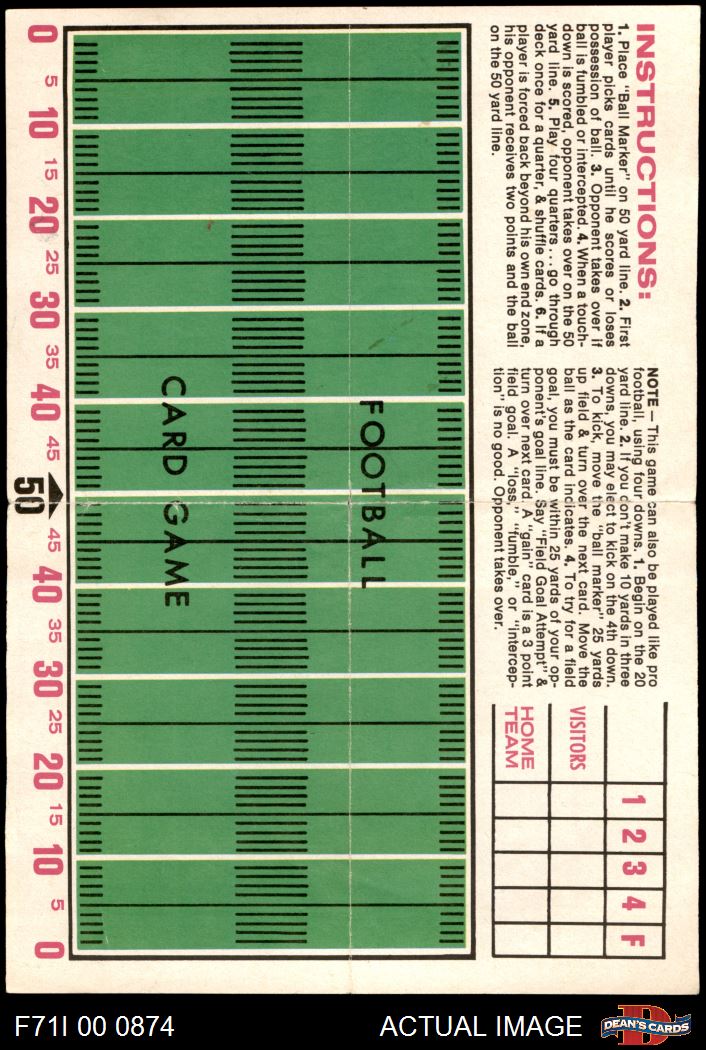 INSTRUCTIONS:
1. Place "Ball Marker" on 50 yard line. 2. First
player picks cards until he scores or loses
possession of ball. 3. Opponent takes over if
ball is fumbled or intercepted. 4. When a touch-
down is scored, opponent takes over on the 50
yard line. 5. Play four quarters...go through
deck once for a quarter, & shuffle cards. 6. If a
player is forced back beyond his own end zone,
his opponent receives two points and the ball
on the 50 yard line.
NOTE — This game can also be played like pro
football, using four downs. 1. Begin on the 20
yard line. 2. If you don't make 10 yards in three
downs, you may elect to kick on the 4th down.
3. To kick, move the "ball marker" 25 yards
up field & turn over the next card. Move the
ball as the card indicates. 4. To try for a field
goal, you must be within 25 yards of your op-
ponent's goal line. Say "Field Goal Attempt" &
turn over next card. A "gain" card is a 3 point
field goal. A "loss," "fumble," or "intercep-
tion" is no good. Opponent takes over.
1 2 3 4 F
VISITORS
HOME
TEAM
FOOTBALL
CARD GAME
0 5 10 15 20 25 30 35 40 45 50 45 40 35 30 25 20 15 10 5 0
F71I 00 0874
ACTUAL IMAGE
D
DEAN'S CARDS